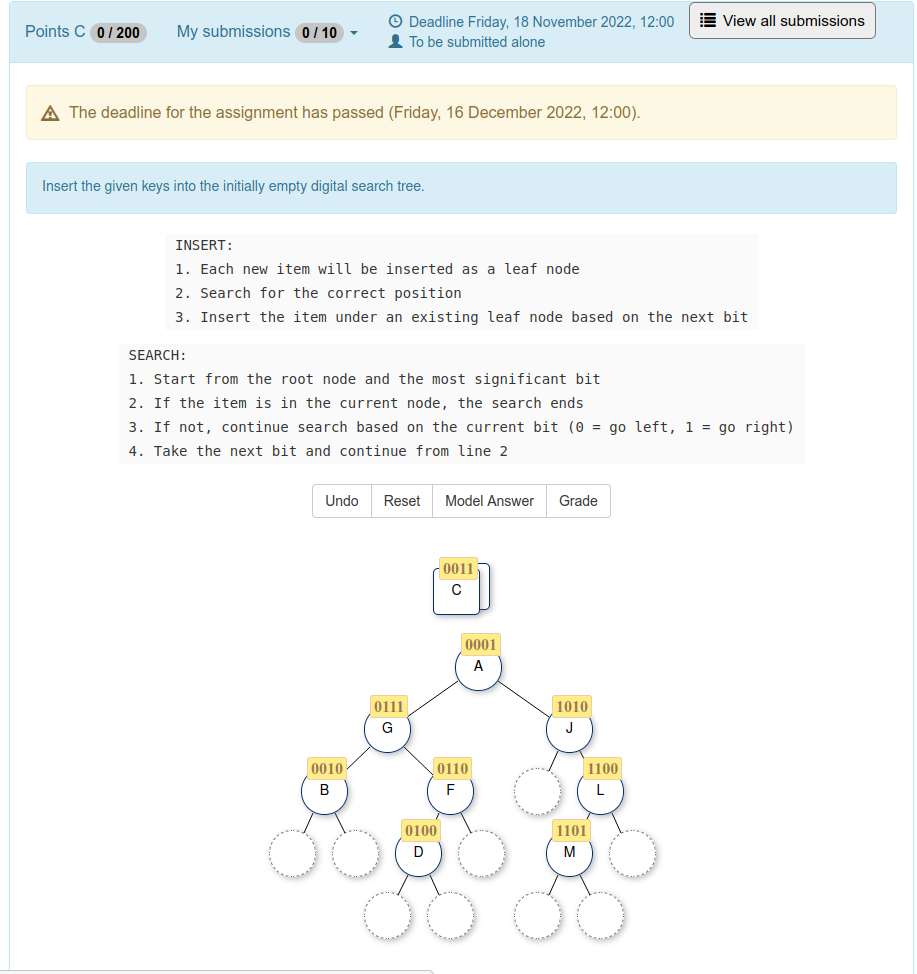 Points C 0 / 200 My submissions 0 / 10 Deadline Friday, 18 November 2022, 12:00 View all submissions
To be submitted alone
The deadline for the assignment has passed (Friday, 16 December 2022, 12:00).
Insert the given keys into the initially empty digital search tree.
INSERT:
1. Each new item will be inserted as a leaf node
2. Search for the correct position
3. Insert the item under an existing leaf node based on the next bit
SEARCH:
1. Start from the root node and the most significant bit
2. If the item is in the current node, the search ends
3. If not, continue search based on the current bit (0 = go left, 1 = go right)
4. Take the next bit and continue from line 2
Undo Reset Model Answer Grade
0011
C
0001
A
0111 1010
G J
0010 0110 1100
B F L
0100 1101
D M